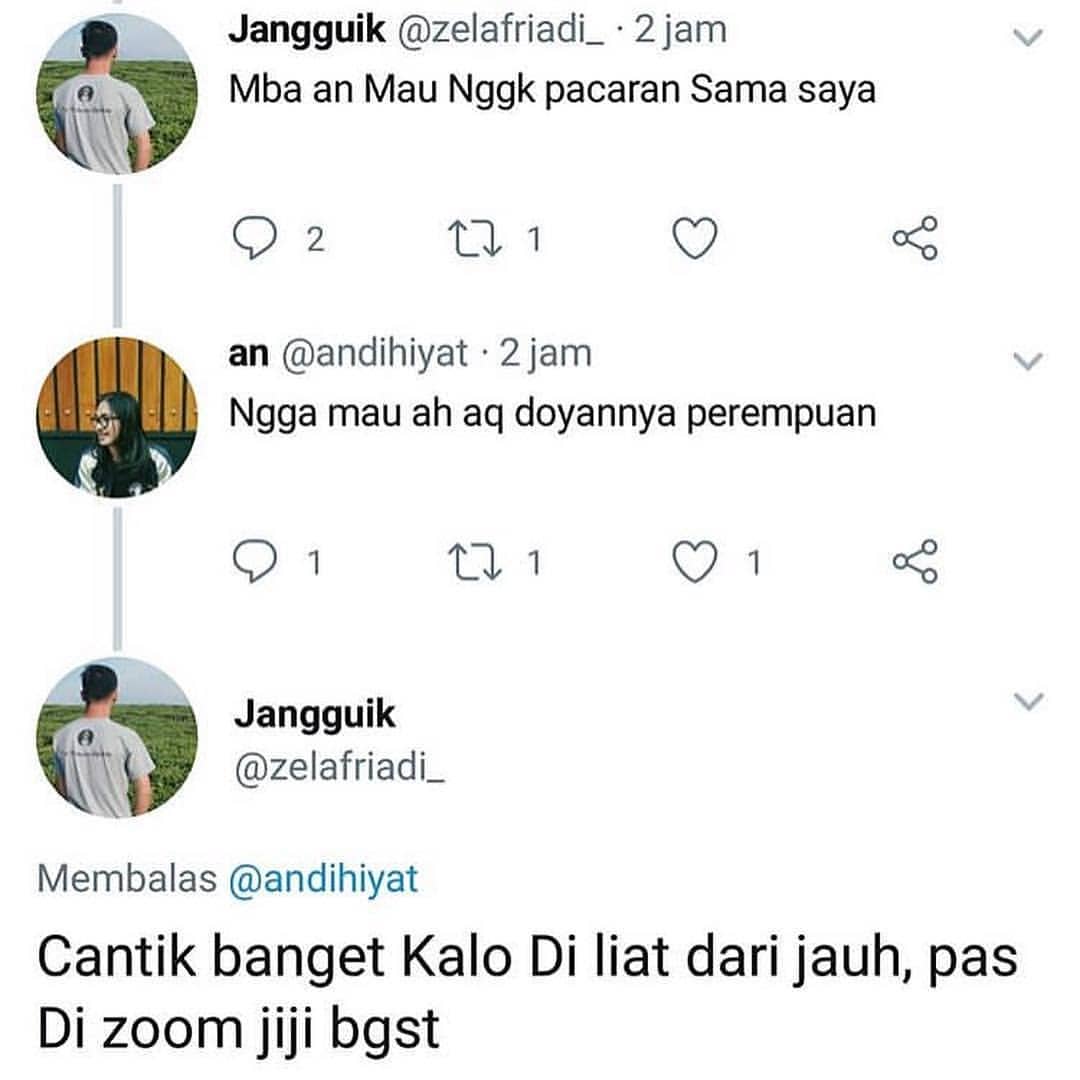 Jangguik @zelafriadi_ · 2 jam
Mba an Mau Nggk pacaran Sama saya
2 1
an @andihiyat · 2 jam
Ngga mau ah aq doyannya perempuan
1 1 1
Jangguik
@zelafriadi_
Membalas @andihiyat
Cantik banget Kalo Di liat dari jauh, pas
Di zoom jiji bgst